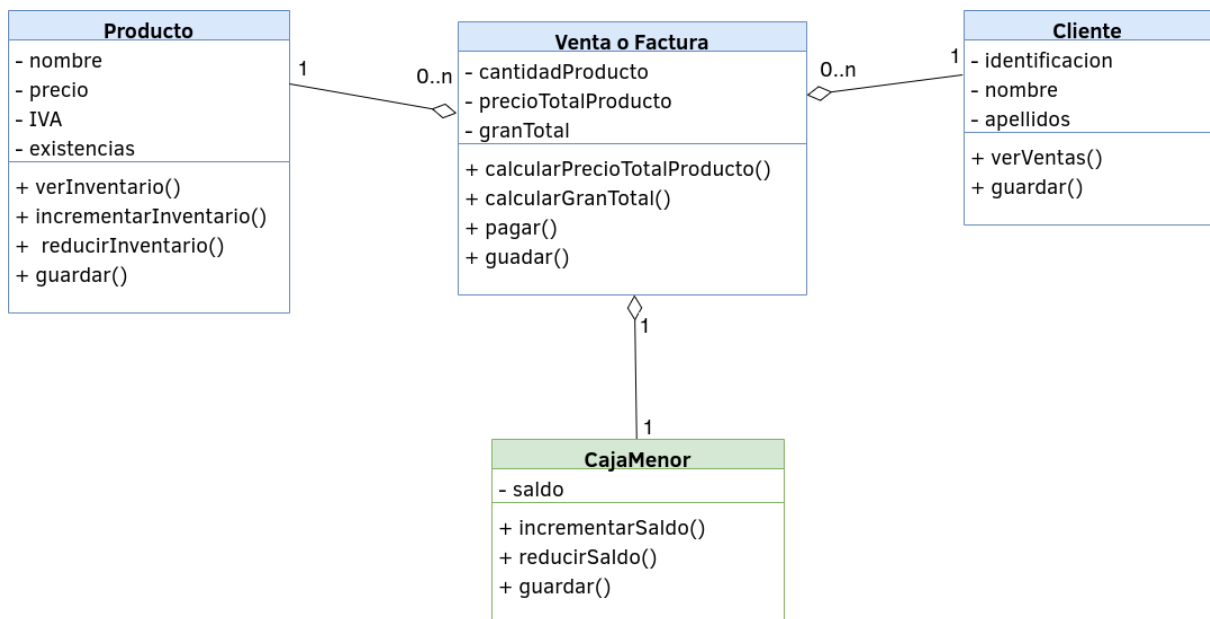 Producto
- nombre
- precio
- IVA
- existencias
+ verInventario()
+ incrementarInventario()
+ reducirInventario()
+ guardar()
1
0..n
Venta o Factura
- cantidadProducto
- precioTotalProducto
- granTotal
+ calcularPrecioTotalProducto()
+ calcularGranTotal()
+ pagar()
+ guadar()
0..n
1
Cliente
- identificacion
- nombre
- apellidos
+ verVentas()
+ guardar()
1
1
CajaMenor
- saldo
+ incrementarSaldo()
+ reducirSaldo()
+ guardar()